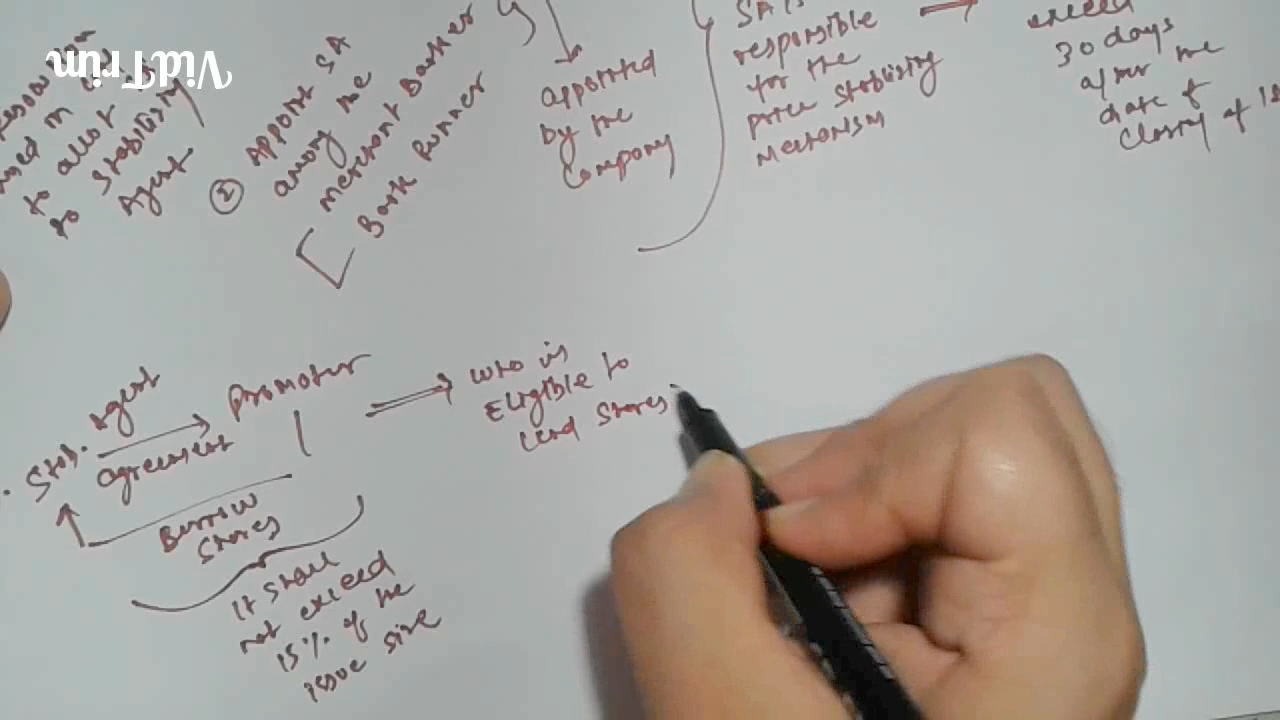 VidTrim
to allot
to Stabilising
Agent
② Appoint SA
among the
merchant Banker
Book Runner
appointed
by the
Company
SA is
responsible
for the
price stabilising
mechanism
exceed
30 days
after the
date of
closing of
Stab. Agent
agreement
Promoter
Borrow
Shares
It shall
not exceed
15% of the
issue size
who is
Eligible to
lend shares